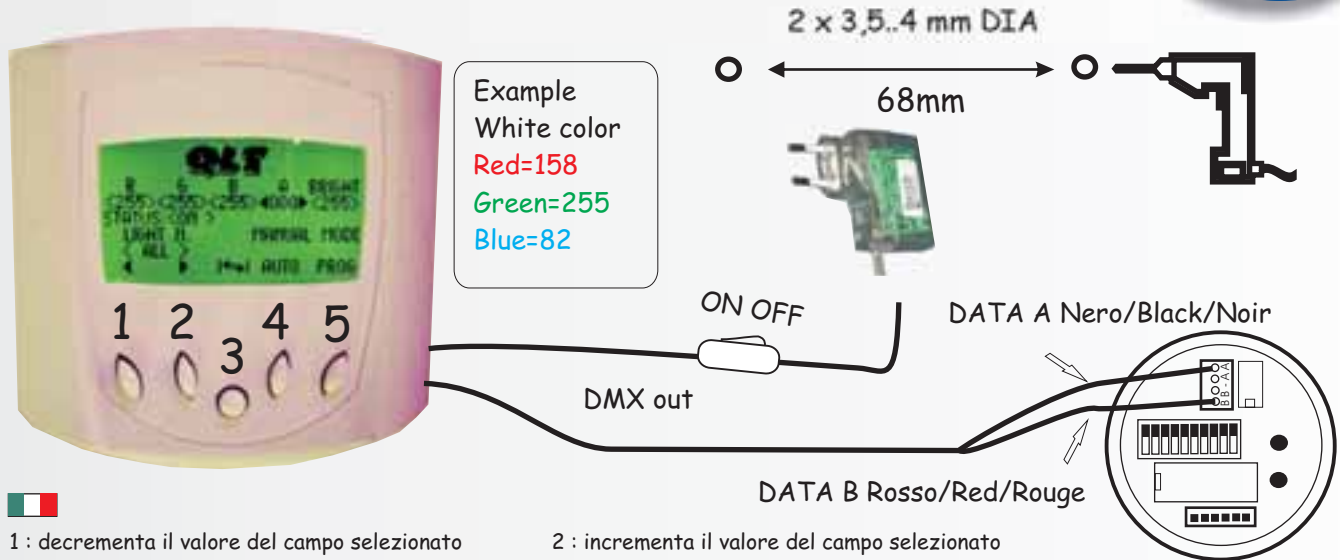 2 x 3,5..4 mm DIA
68mm
Example
White color
Red=158
Green=255
Blue=82
QLT
R G B A BRIGHT
<255><255><255>◀000▶<255>
STATUS COM >
LIGHT N. MANUAL MODE
< ALL >
AUTO PROG
1 2 3 4 5
ON OFF
DMX out
DATA A Nero/Black/Noir
A
B - A
B
DATA B Rosso/Red/Rouge
1 : decrementa il valore del campo selezionato 2 : incrementa il valore del campo selezionato